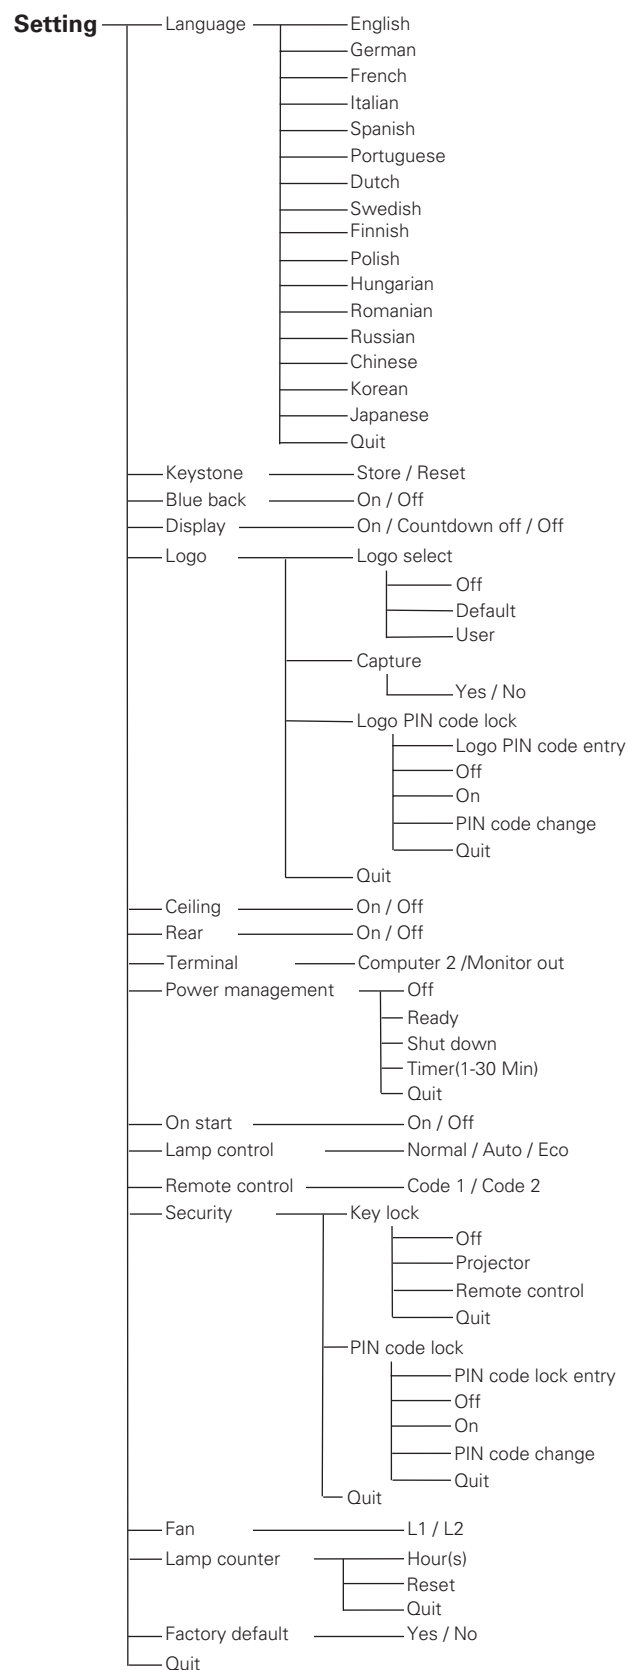 Setting Language English
German
French
Italian
Spanish
Portuguese
Dutch
Swedish
Finnish
Polish
Hungarian
Romanian
Russian
Chinese
Korean
Japanese
Quit
Keystone Store / Reset
Blue back On / Off
Display On / Countdown off / Off
Logo Logo select
Off
Default
User
Capture
Yes / No
Logo PIN code lock
Logo PIN code entry
Off
On
PIN code change
Quit
Quit
Ceiling On / Off
Rear On / Off
Terminal Computer 2 /Monitor out
Power management Off
Ready
Shut down
Timer(1-30 Min)
Quit
On start On / Off
Lamp control Normal / Auto / Eco
Remote control Code 1 / Code 2
Security Key lock
Off
Projector
Remote control
Quit
PIN code lock
PIN code lock entry
Off
On
PIN code change
Quit
Quit
Fan L1 / L2
Lamp counter Hour(s)
Reset
Quit
Factory default Yes / No
Quit